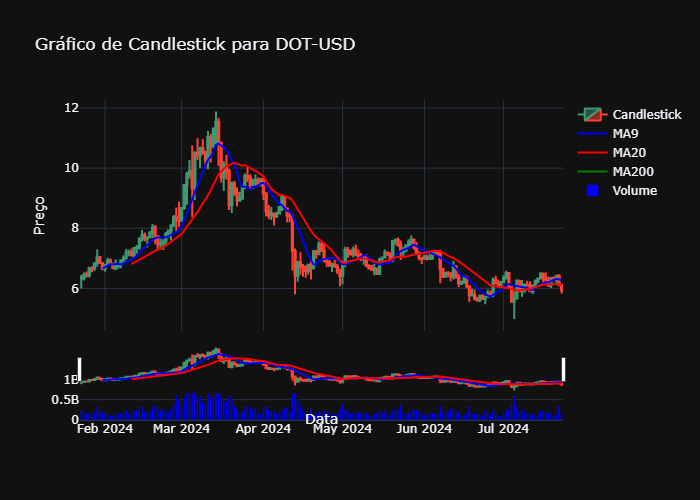 Gráfico de Candlestick para DOT-USD
12
10
8
6
Preço
Candlestick
MA9
MA20
MA200
Volume
1B
0.5B
0
Feb 2024 Mar 2024 Apr 2024 May 2024 Jun 2024 Jul 2024
Data